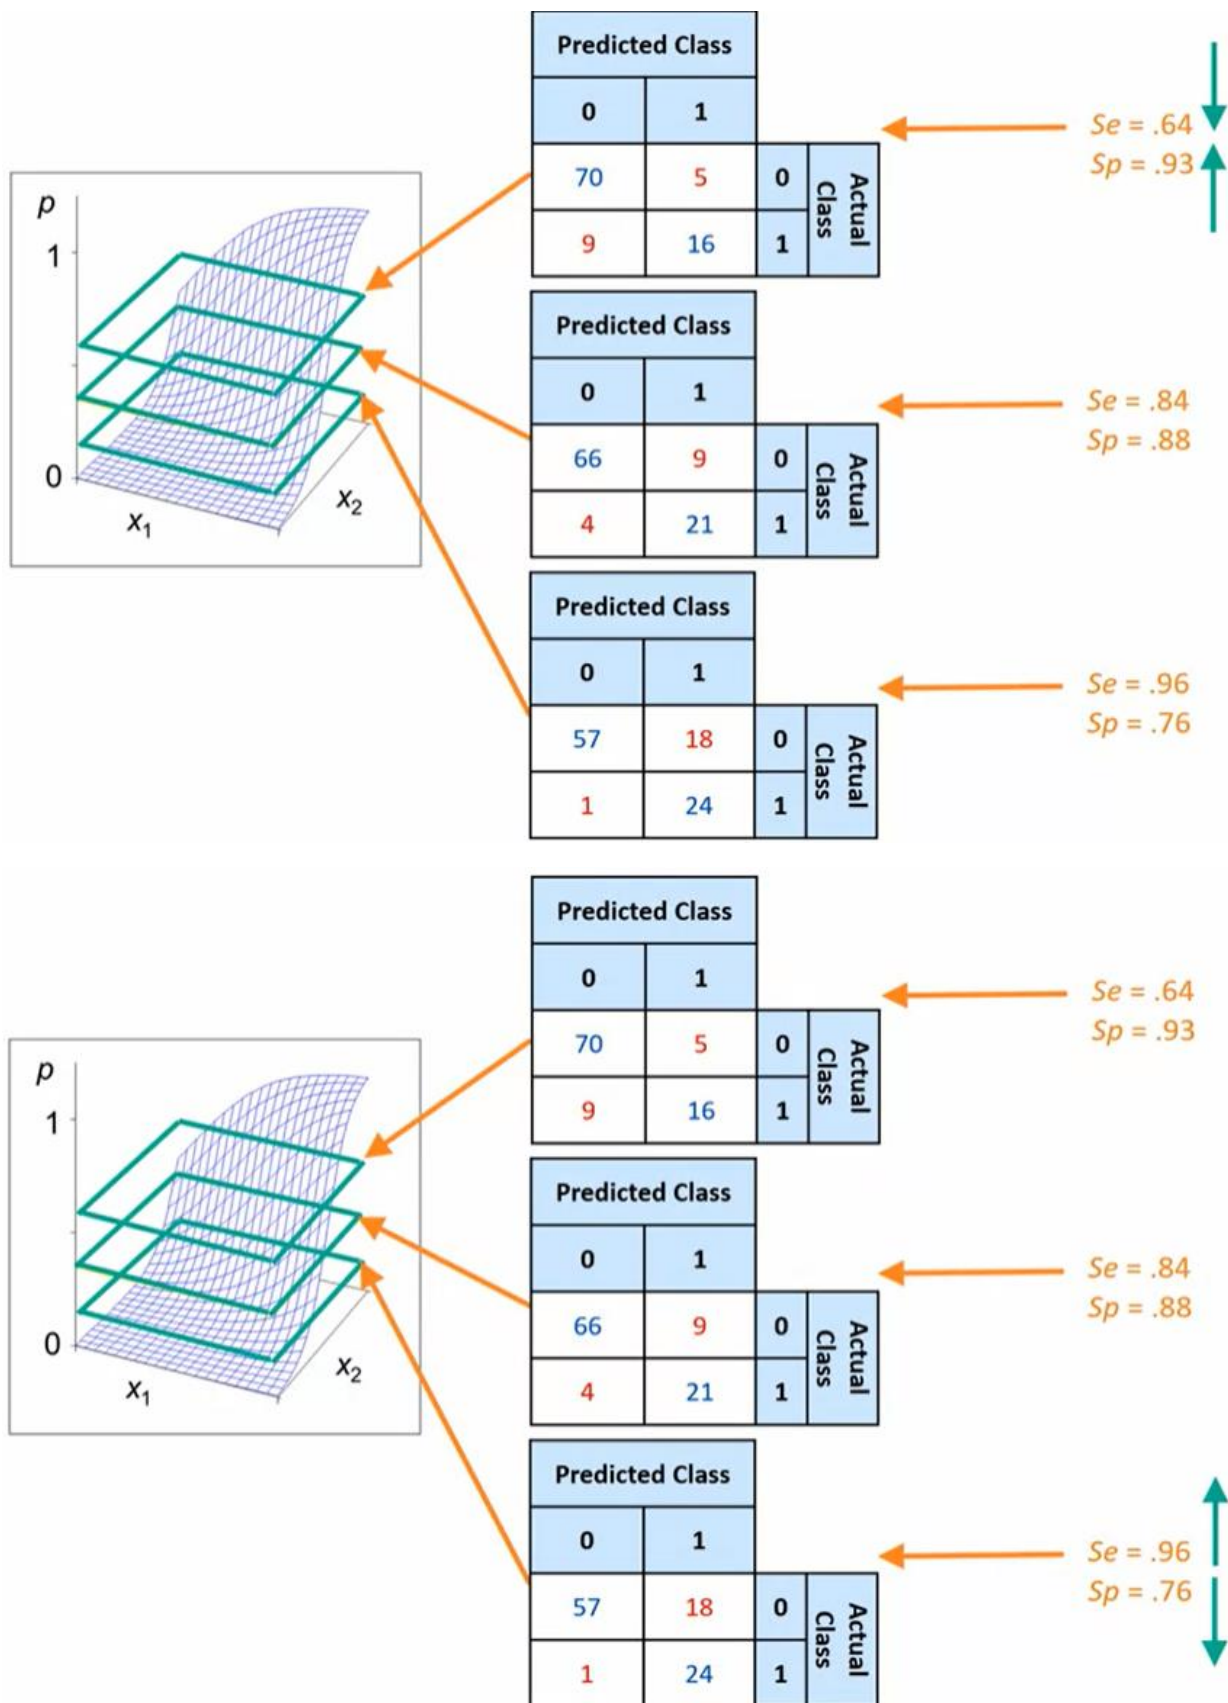 Predicted Class
0 1
70 5 0
9 16 1
Actual
Class
Se = .64
Sp = .93
p
1
0
x1
x2
Predicted Class
0 1
66 9 0
4 21 1
Actual
Class
Se = .84
Sp = .88
Predicted Class
0 1
57 18 0
1 24 1
Actual
Class
Se = .96
Sp = .76
Predicted Class
0 1
70 5 0
9 16 1
Actual
Class
Se = .64
Sp = .93
p
1
0
x1
x2
Predicted Class
0 1
66 9 0
4 21 1
Actual
Class
Se = .84
Sp = .88
Predicted Class
0 1
57 18 0
1 24 1
Actual
Class
Se = .96
Sp = .76